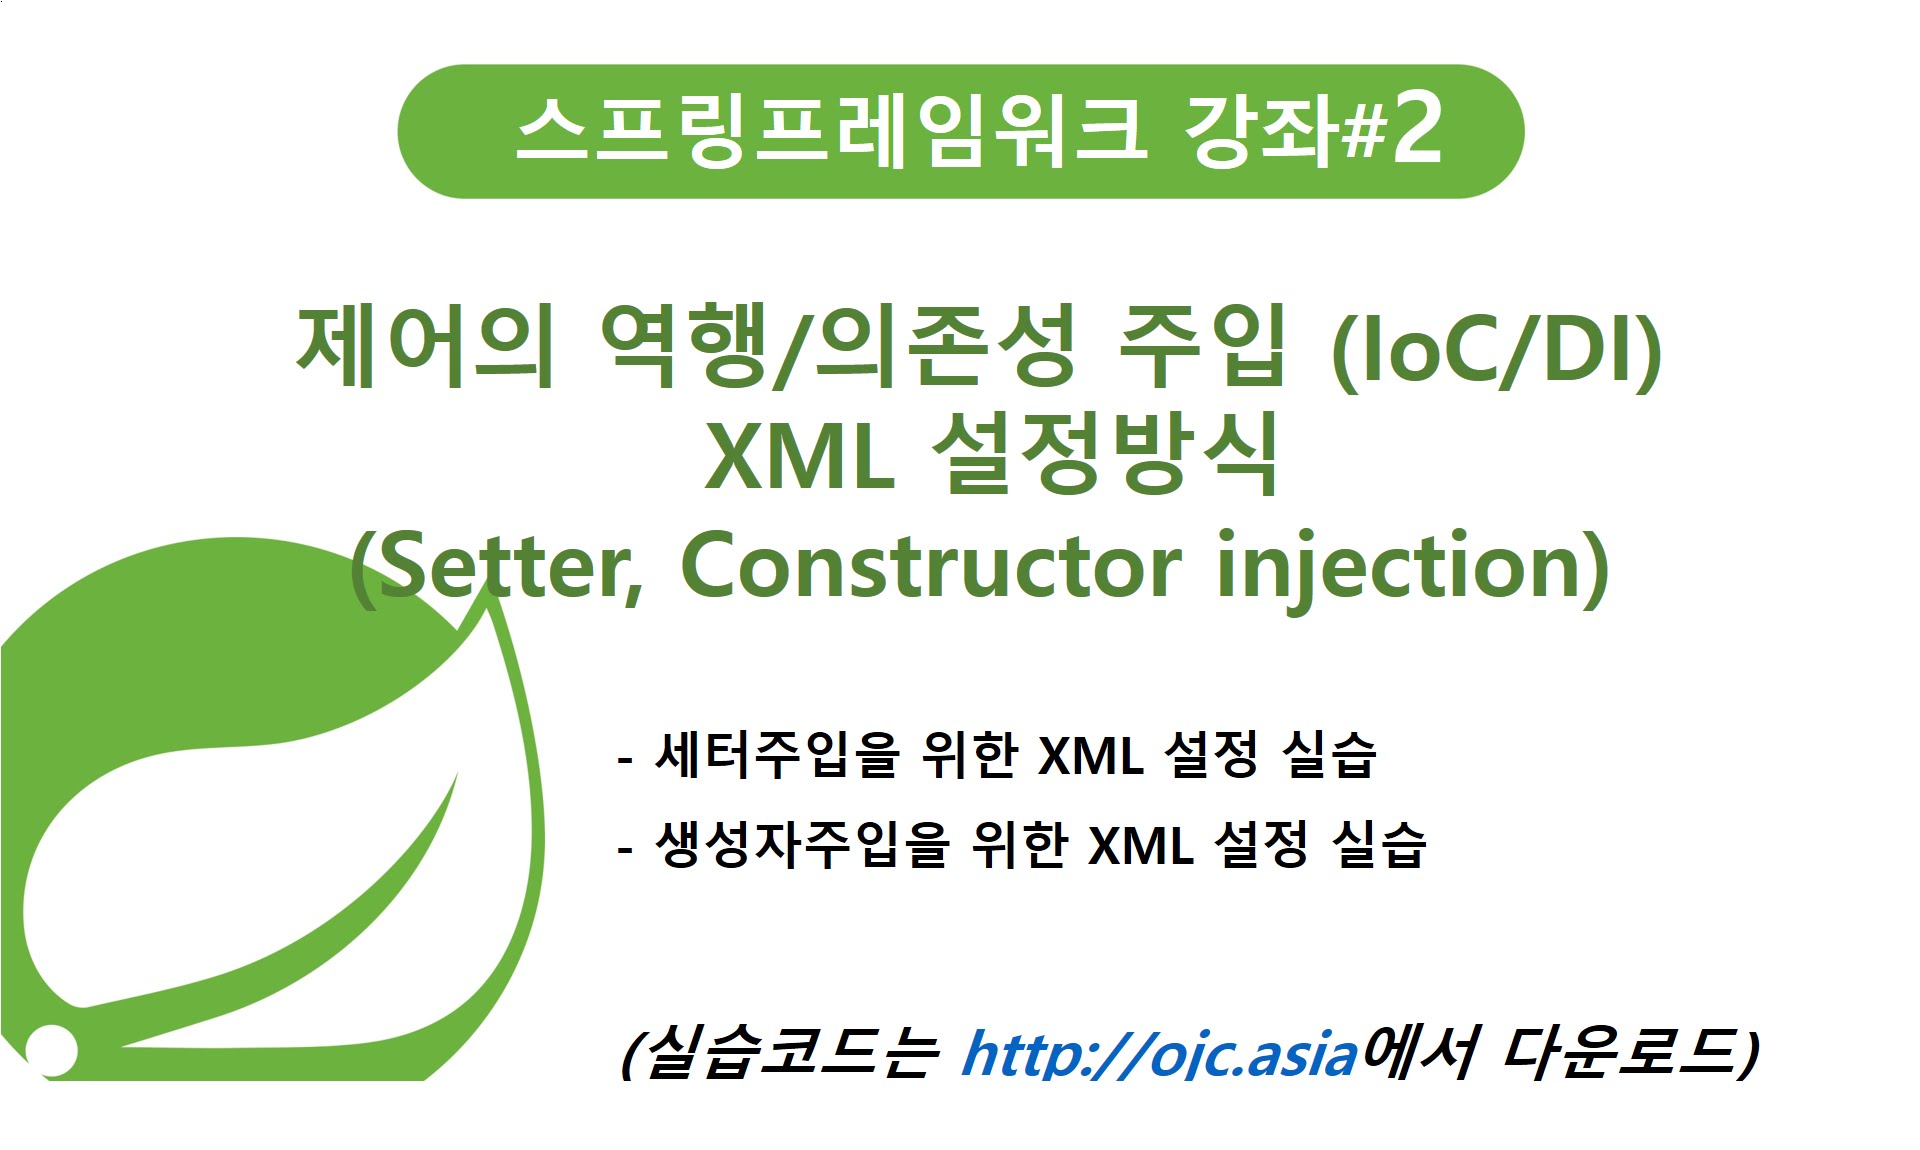 스프링프레임워크 강좌#2
제어의 역행/의존성 주입 (IoC/DI)
XML 설정방식
(Setter, Constructor injection)
- 세터주입을 위한 XML 설정 실습
- 생성자주입을 위한 XML 설정 실습
(실습코드는 http://ojc.asia에서 다운로드)